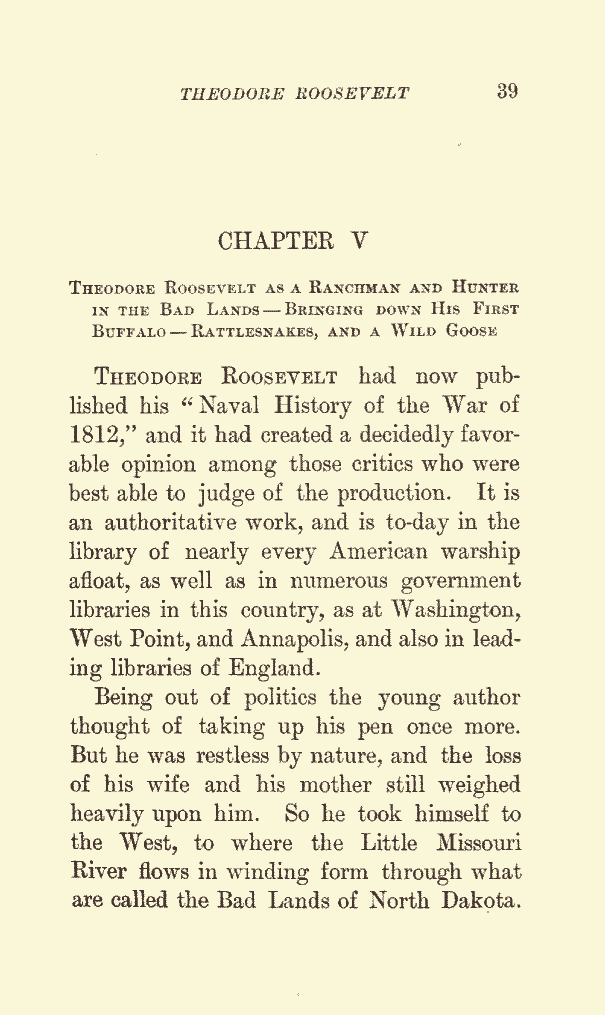 THEODORE ROOSEVELT 39
CHAPTER V
THEODORE ROOSEVELT AS A RANCHMAN AND HUNTER
IN THE BAD LANDS — BRINGING DOWN HIS FIRST
BUFFALO — RATTLESNAKES, AND A WILD GOOSE
THEODORE ROOSEVELT had now pub-
lished his “Naval History of the War of
1812,” and it had created a decidedly favor-
able opinion among those critics who were
best able to judge of the production. It is
an authoritative work, and is to-day in the
library of nearly every American warship
afloat, as well as in numerous government
libraries in this country, as at Washington,
West Point, and Annapolis, and also in lead-
ing libraries of England.
Being out of politics the young author
thought of taking up his pen once more.
But he was restless by nature, and the loss
of his wife and his mother still weighed
heavily upon him. So he took himself to
the West, to where the Little Missouri
River flows in winding form through what
are called the Bad Lands of North Dakota.